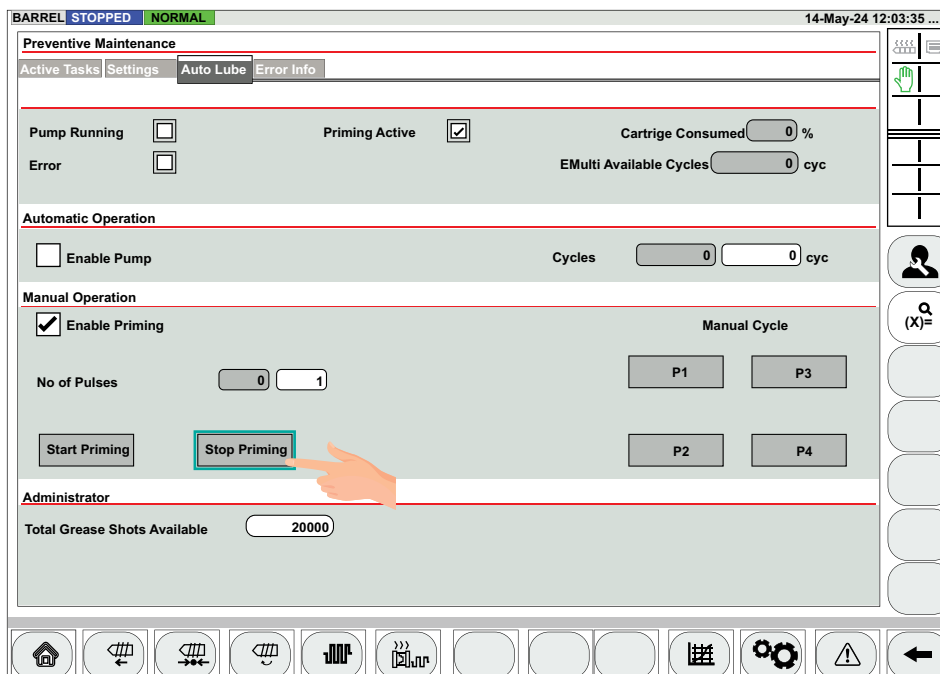 BARREL STOPPED NORMAL 14-May-24 12:03:35 ...
Preventive Maintenance
Active Tasks Settings Auto Lube Error Info
Pump Running Priming Active Cartrige Consumed 0 %
Error EMulti Available Cycles 0 cyc
Automatic Operation
Enable Pump Cycles 0 0 cyc
Manual Operation
Enable Priming Manual Cycle
(X)=
No of Pulses 0 1 P1 P3
Start Priming Stop Priming P2 P4
Administrator
Total Grease Shots Available 20000